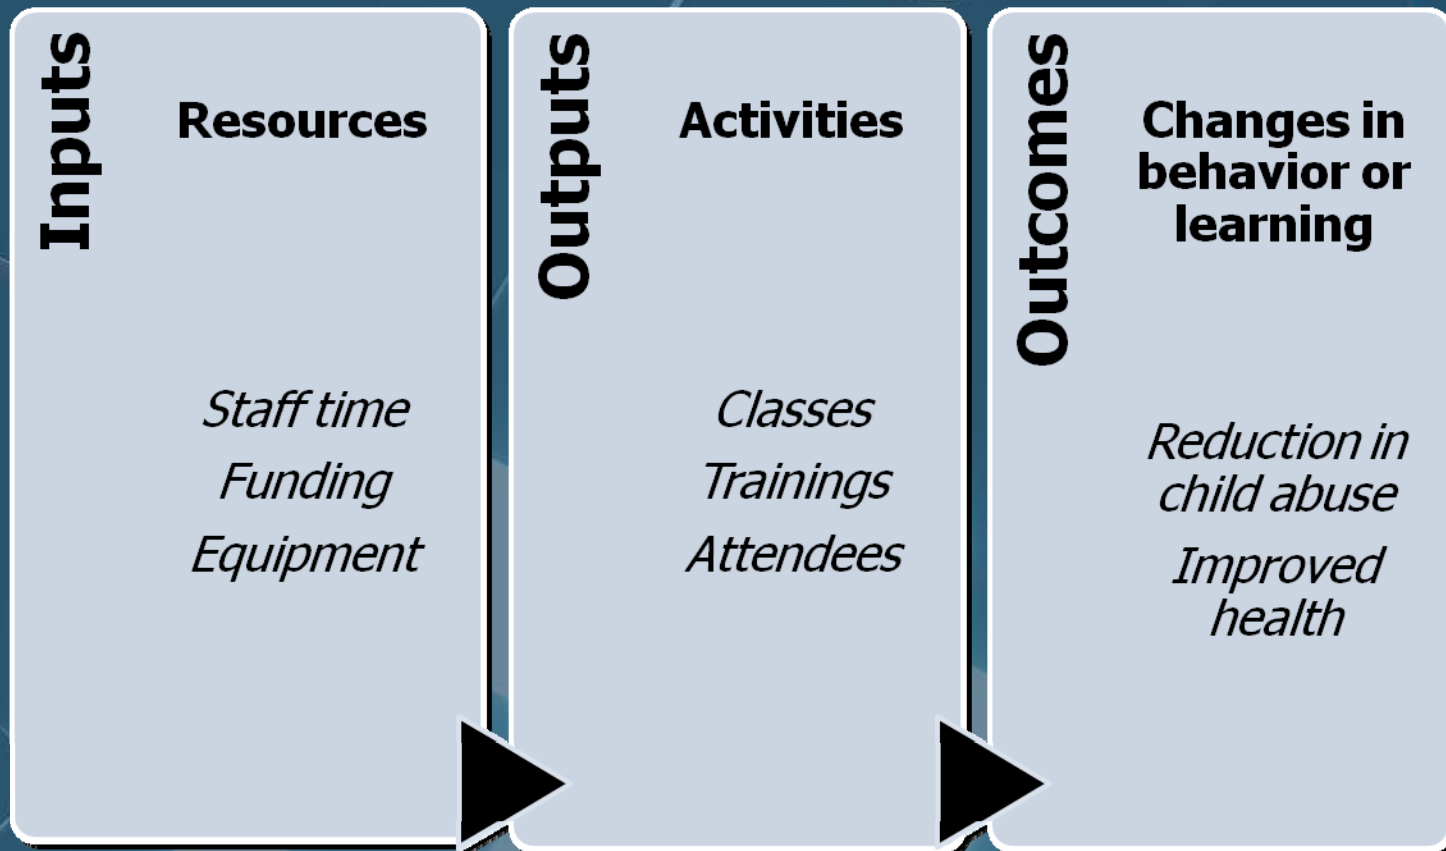 Inputs
Resources
Staff time
Funding
Equipment
Outputs
Activities
Classes
Trainings
Attendees
Outcomes
Changes in
behavior or
learning
Reduction in
child abuse
Improved
health